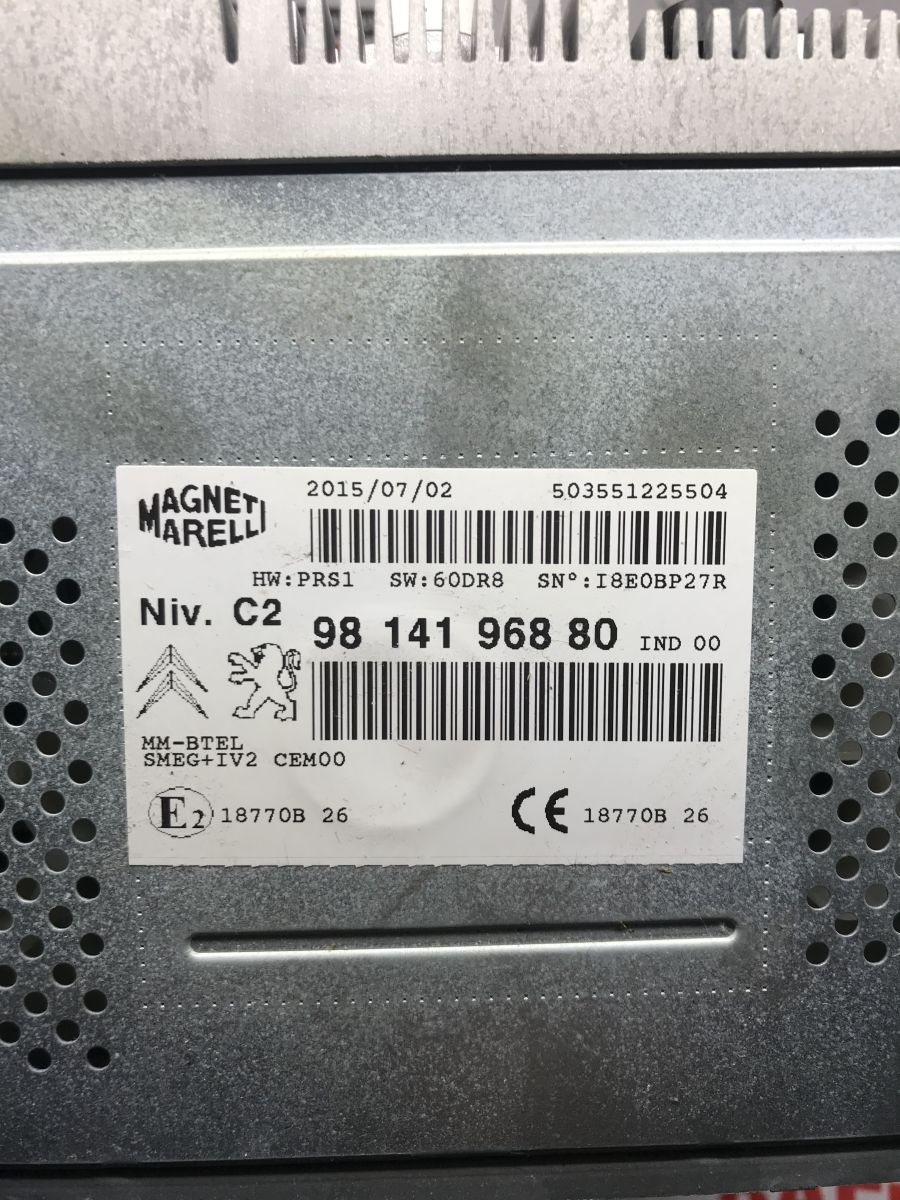 MAGNETI
MARELLI
2015/07/02 503551225504
HW:PRS1 SW:60DR8 SN°:I8E0BP27R
Niv. C2
98 141 968 80 IND 00
MM-BTEL
SMEG+IV2 CEM00
E2 18770B 26 CE 18770B 26